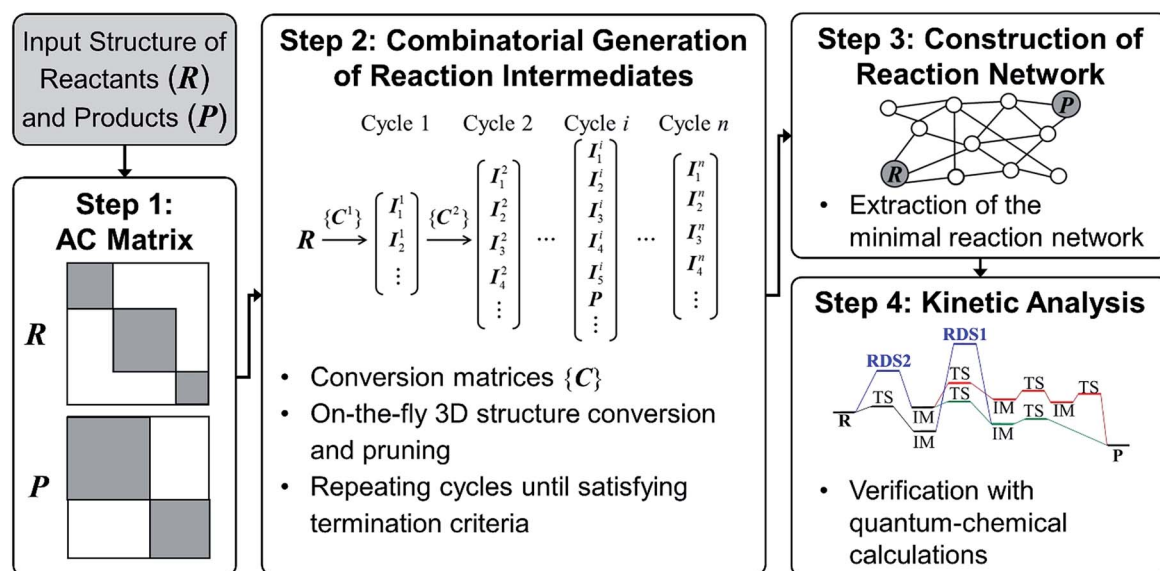 Input Structure of
Reactants (R)
and Products (P)
Step 1:
AC Matrix
R
P
Step 2: Combinatorial Generation
of Reaction Intermediates
Cycle 1 Cycle 2 Cycle i Cycle n
R {C¹} I₁¹ I₂¹ ⋮ {C²} I₁² I₂² I₃² I₄² ⋮ ··· I₁ⁱ I₂ⁱ I₃ⁱ I₄ⁱ I₅ⁱ P ⋮ ··· I₁ⁿ I₂ⁿ I₃ⁿ I₄ⁿ ⋮
• Conversion matrices {C}
• On-the-fly 3D structure conversion
and pruning
• Repeating cycles until satisfying
termination criteria
Step 3: Construction of
Reaction Network
P
R
• Extraction of the
minimal reaction network
Step 4: Kinetic Analysis
RDS1
RDS2
TS TS TS TS
TS TS
R IM IM IM
IM IM
P
• Verification with
quantum-chemical
calculations